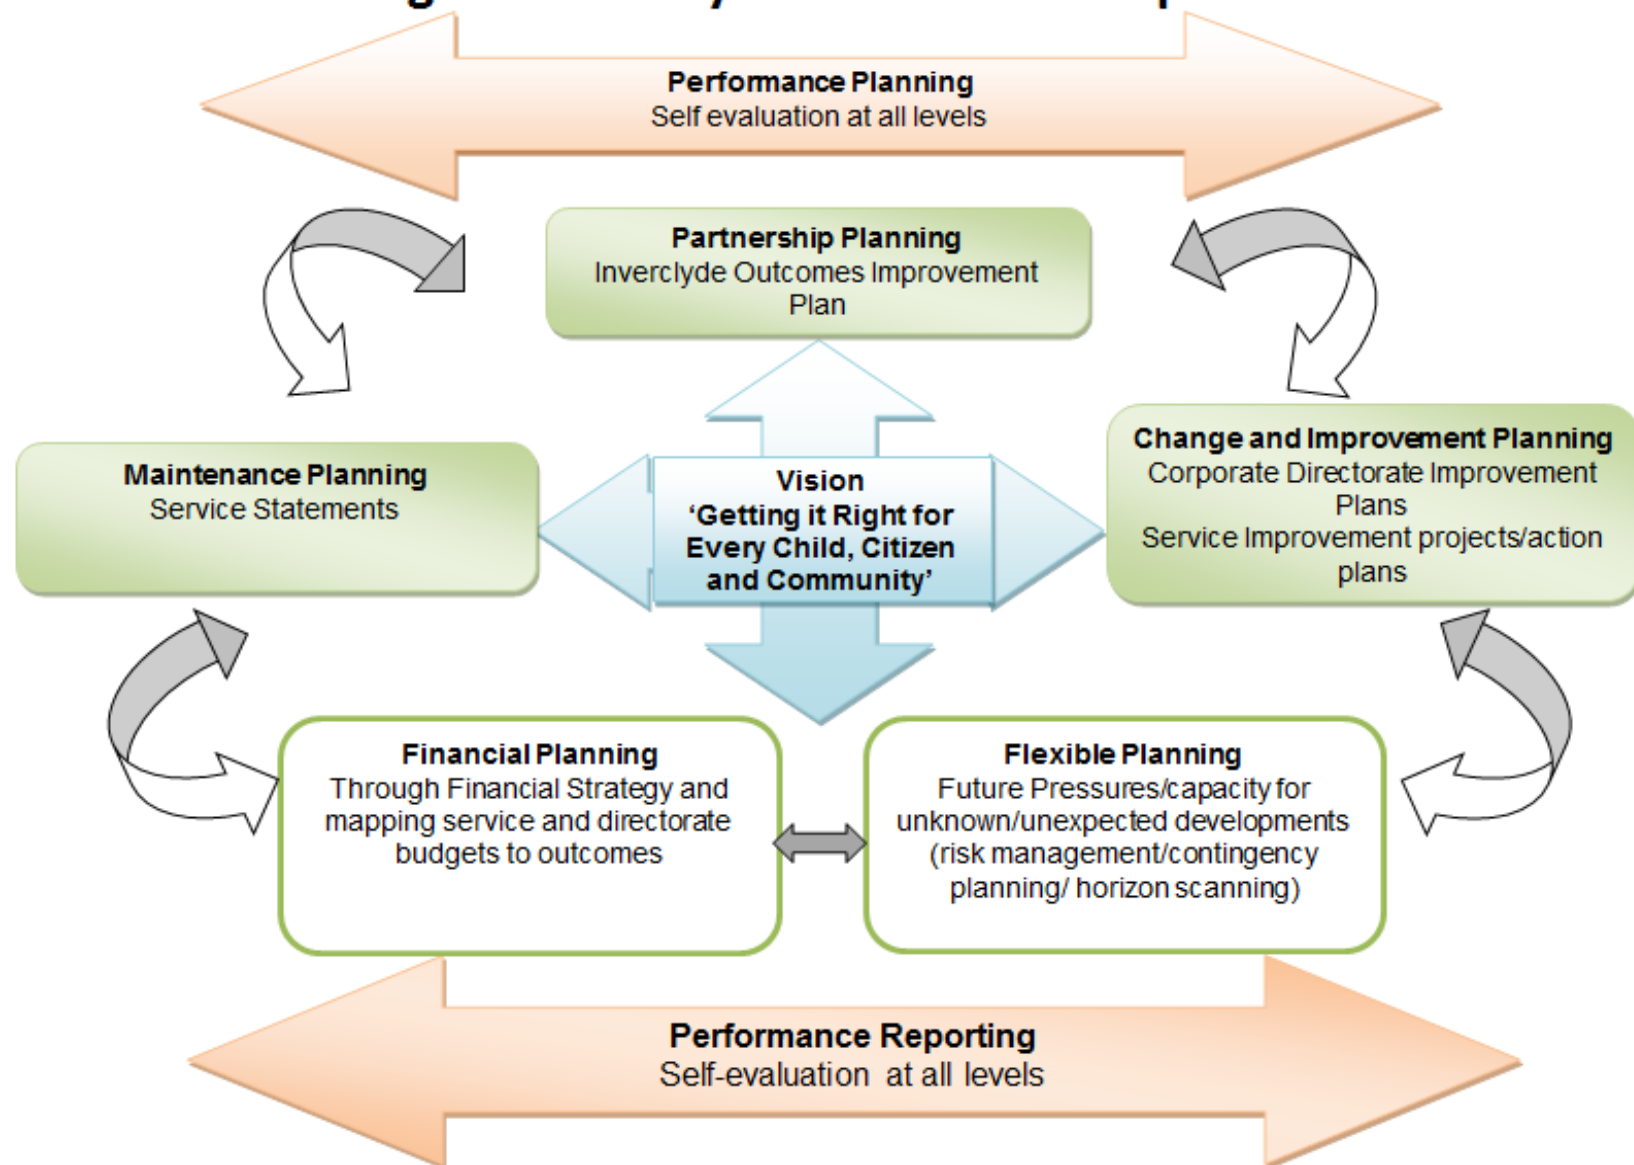 Performance Planning
Self evaluation at all levels
Partnership Planning
Inverclyde Outcomes Improvement
Plan
Maintenance Planning
Service Statements
Vision
‘Getting it Right for
Every Child, Citizen
and Community’
Change and Improvement Planning
Corporate Directorate Improvement
Plans
Service Improvement projects/action
plans
Financial Planning
Through Financial Strategy and
mapping service and directorate
budgets to outcomes
Flexible Planning
Future Pressures/capacity for
unknown/unexpected developments
(risk management/contingency
planning/ horizon scanning)
Performance Reporting
Self-evaluation at all levels